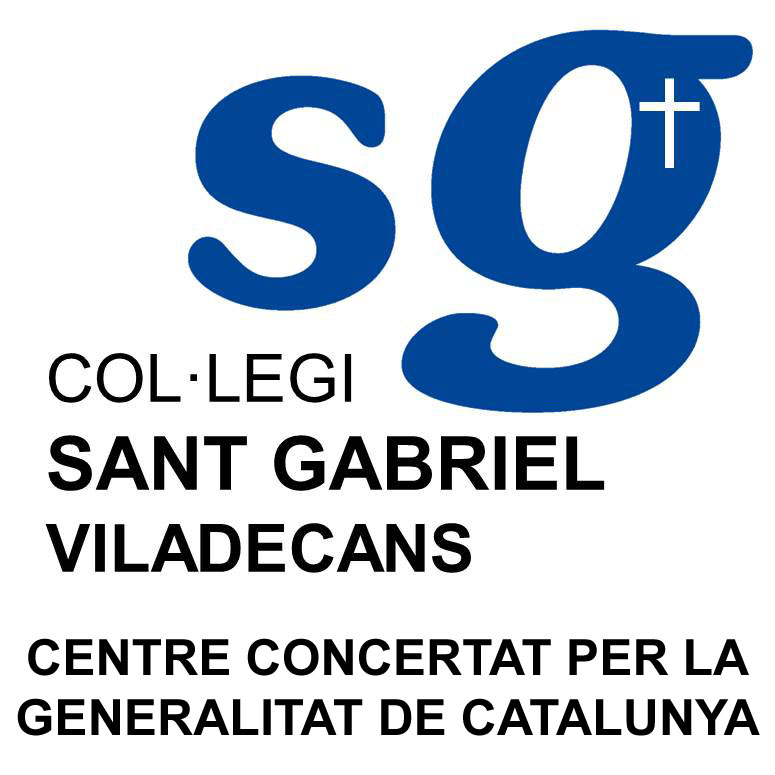 sg
COL·LEGI
SANT GABRIEL
VILADECANS
CENTRE CONCERTAT PER LA
GENERALITAT DE CATALUNYA